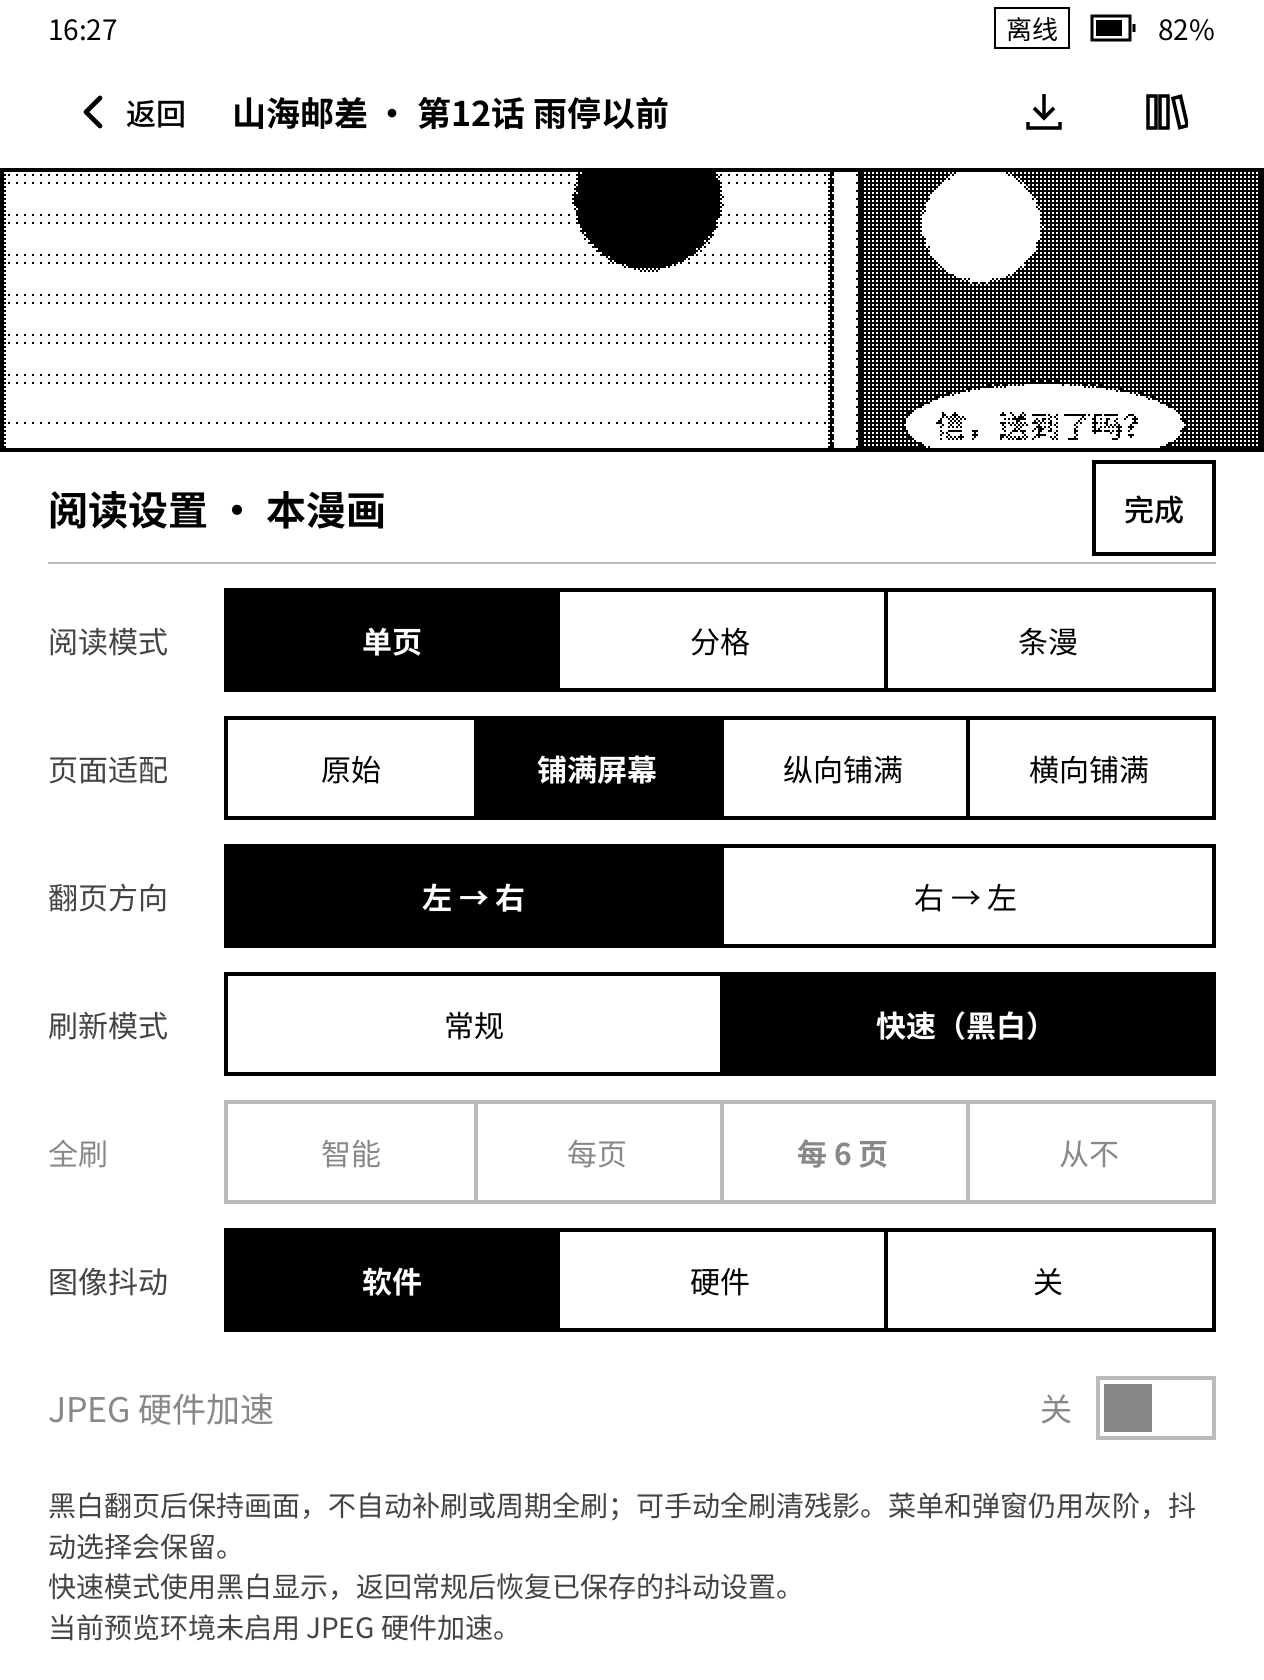 16:27 离线 82%
返回 山海邮差 · 第12话 雨停以前
信，送到了吗？
阅读设置 · 本漫画 完成
阅读模式 单页 分格 条漫
页面适配 原始 铺满屏幕 纵向铺满 横向铺满
翻页方向 左→右 右→左
刷新模式 常规 快速（黑白）
全刷 智能 每页 每 6 页 从不
图像抖动 软件 硬件 关
JPEG 硬件加速 关
黑白翻页后保持画面，不自动补刷或周期全刷；可手动全刷清残影。菜单和弹窗仍用灰阶，抖
动选择会保留。
快速模式使用黑白显示，返回常规后恢复已保存的抖动设置。
当前预览环境未启用 JPEG 硬件加速。